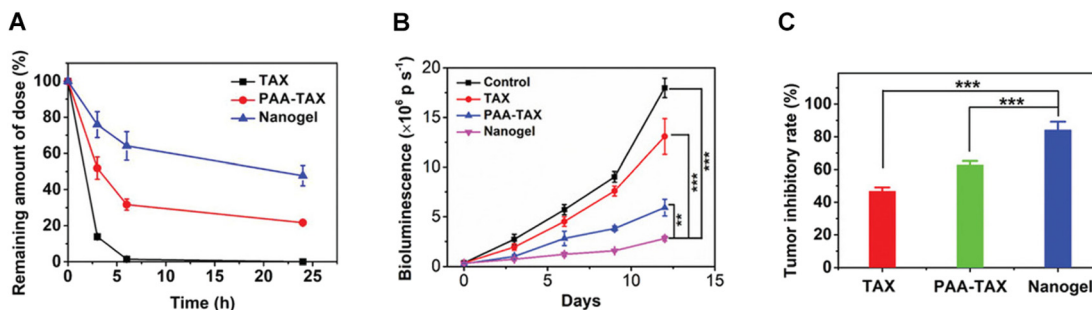 A
Remaining amount of dose (%)
100
80
60
40
20
0
TAX
PAA-TAX
Nanogel
0 5 10 15 20 25
Time (h)
B
Bioluminescence (×10⁶ p s⁻¹)
20
15
10
5
0
Control
TAX
PAA-TAX
Nanogel
**
***
***
0 5 10 15
Days
C
Tumor inhibitory rate (%)
100
80
60
40
20
0
***
***
TAX PAA-TAX Nanogel